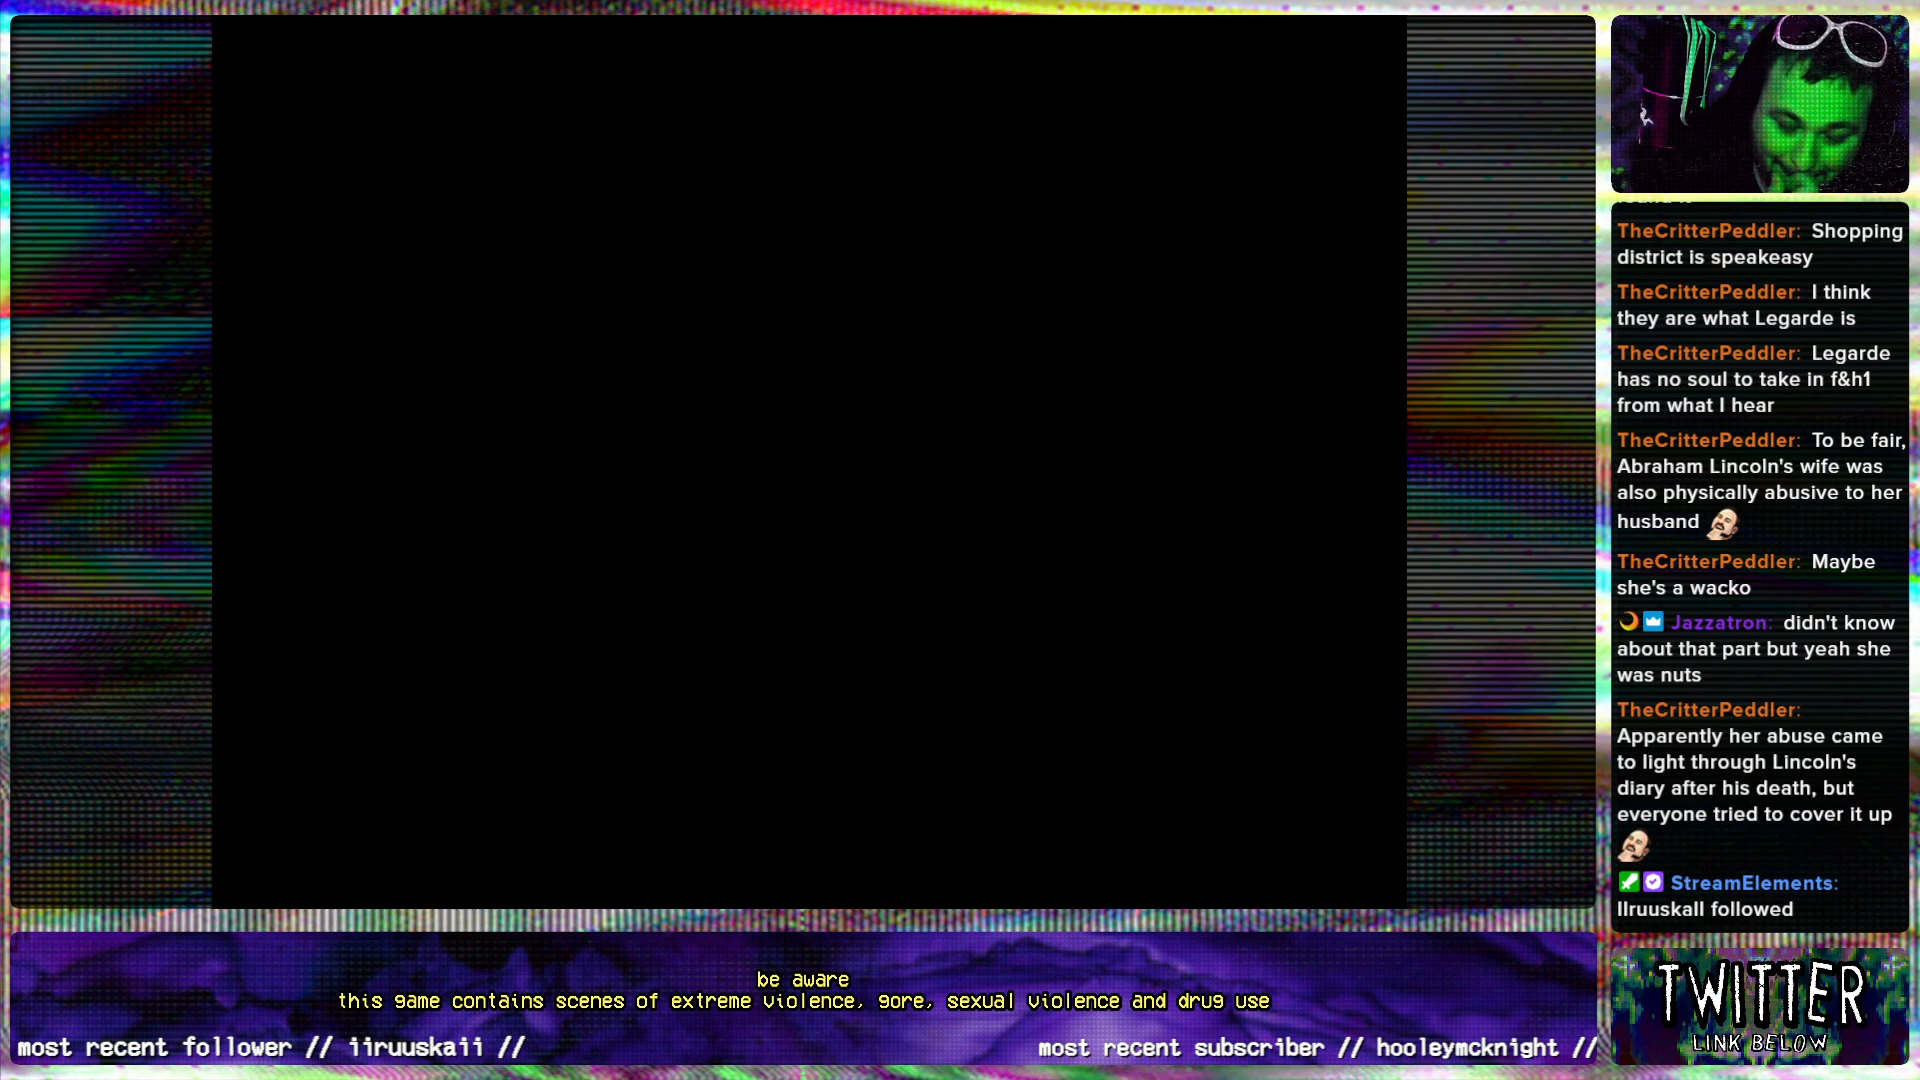 TheCritterPeddler: Shopping
district is speakeasy
TheCritterPeddler: I think
they are what Legarde is
TheCritterPeddler: Legarde
has no soul to take in f&h1
from what I hear
TheCritterPeddler: To be fair,
Abraham Lincoln's wife was
also physically abusive to her
husband
TheCritterPeddler: Maybe
she's a wacko
Jazzatron: didn't know
about that part but yeah she
was nuts
TheCritterPeddler:
Apparently her abuse came
to light through Lincoln's
diary after his death, but
everyone tried to cover it up
StreamElements:
IIruuskaII followed
be aware
this game contains scenes of extreme violence, gore, sexual violence and drug use
most recent follower // iiruuskaii //
most recent subscriber // hooleymcknight //
TWITTER
LINK BELOW